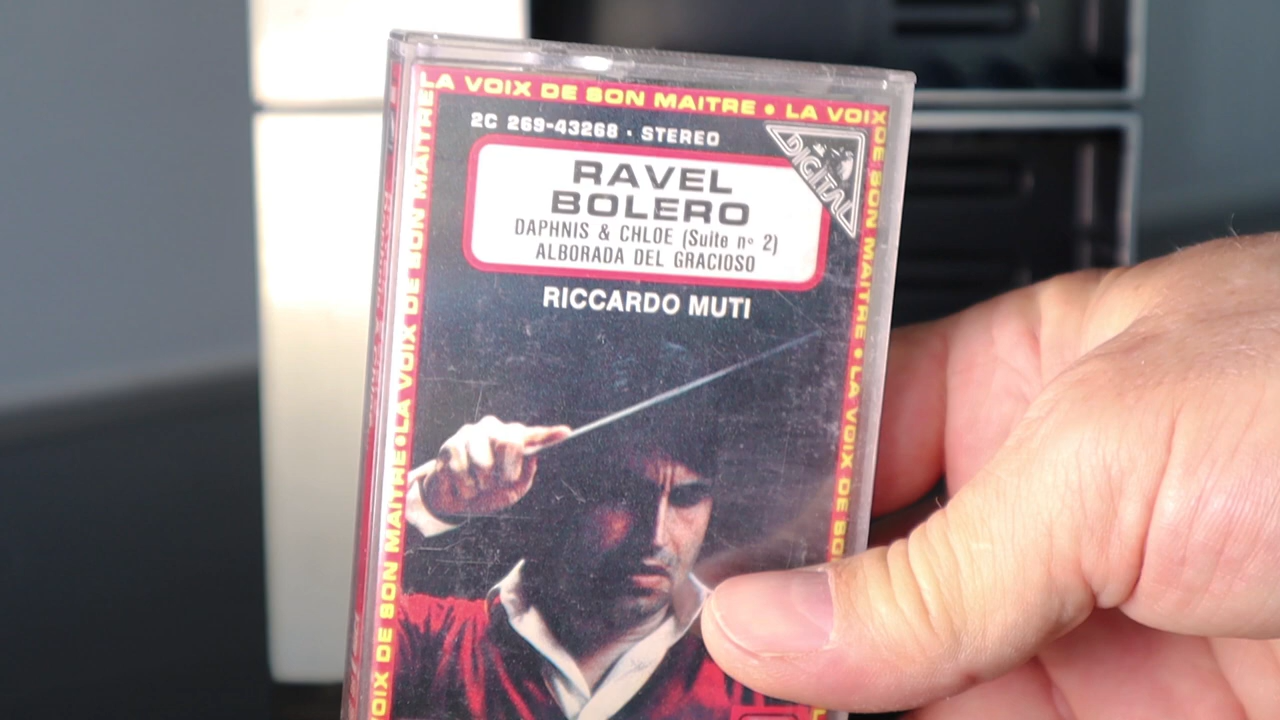 LA VOIX DE SON MAITRE • LA VOIX
2C 269-43268 · STEREO
DIGITAL
RAVEL
BOLERO
DAPHNIS & CHLOE (Suite nº 2)
ALBORADA DEL GRACIOSO
RICCARDO MUTI
VOIX DE SON MAITRE•LA VOIX DE SON MAITRE
DE SON MAITRE • LA VOIX DE